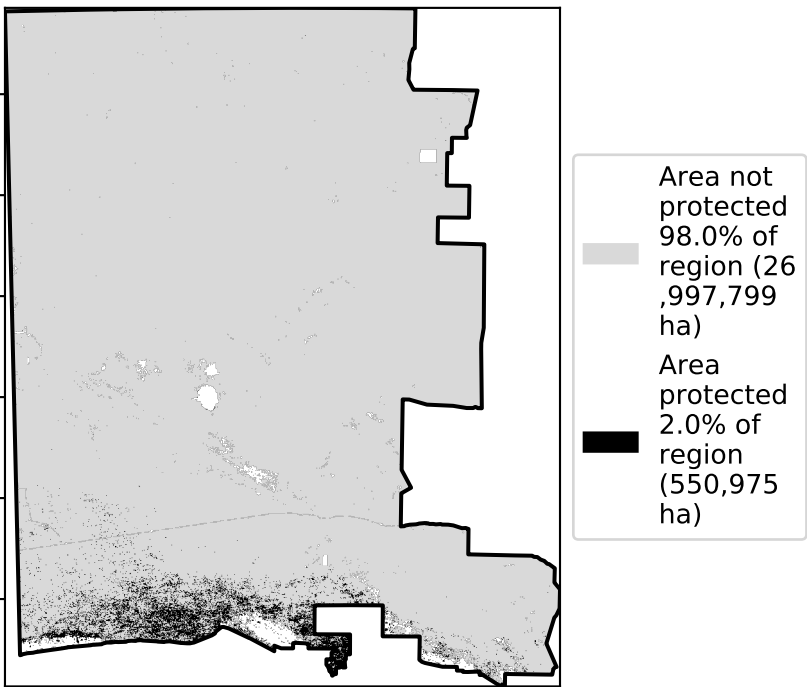 Area not
protected
98.0% of
region (26
,997,799
ha)
Area
protected
2.0% of
region
(550,975
ha)